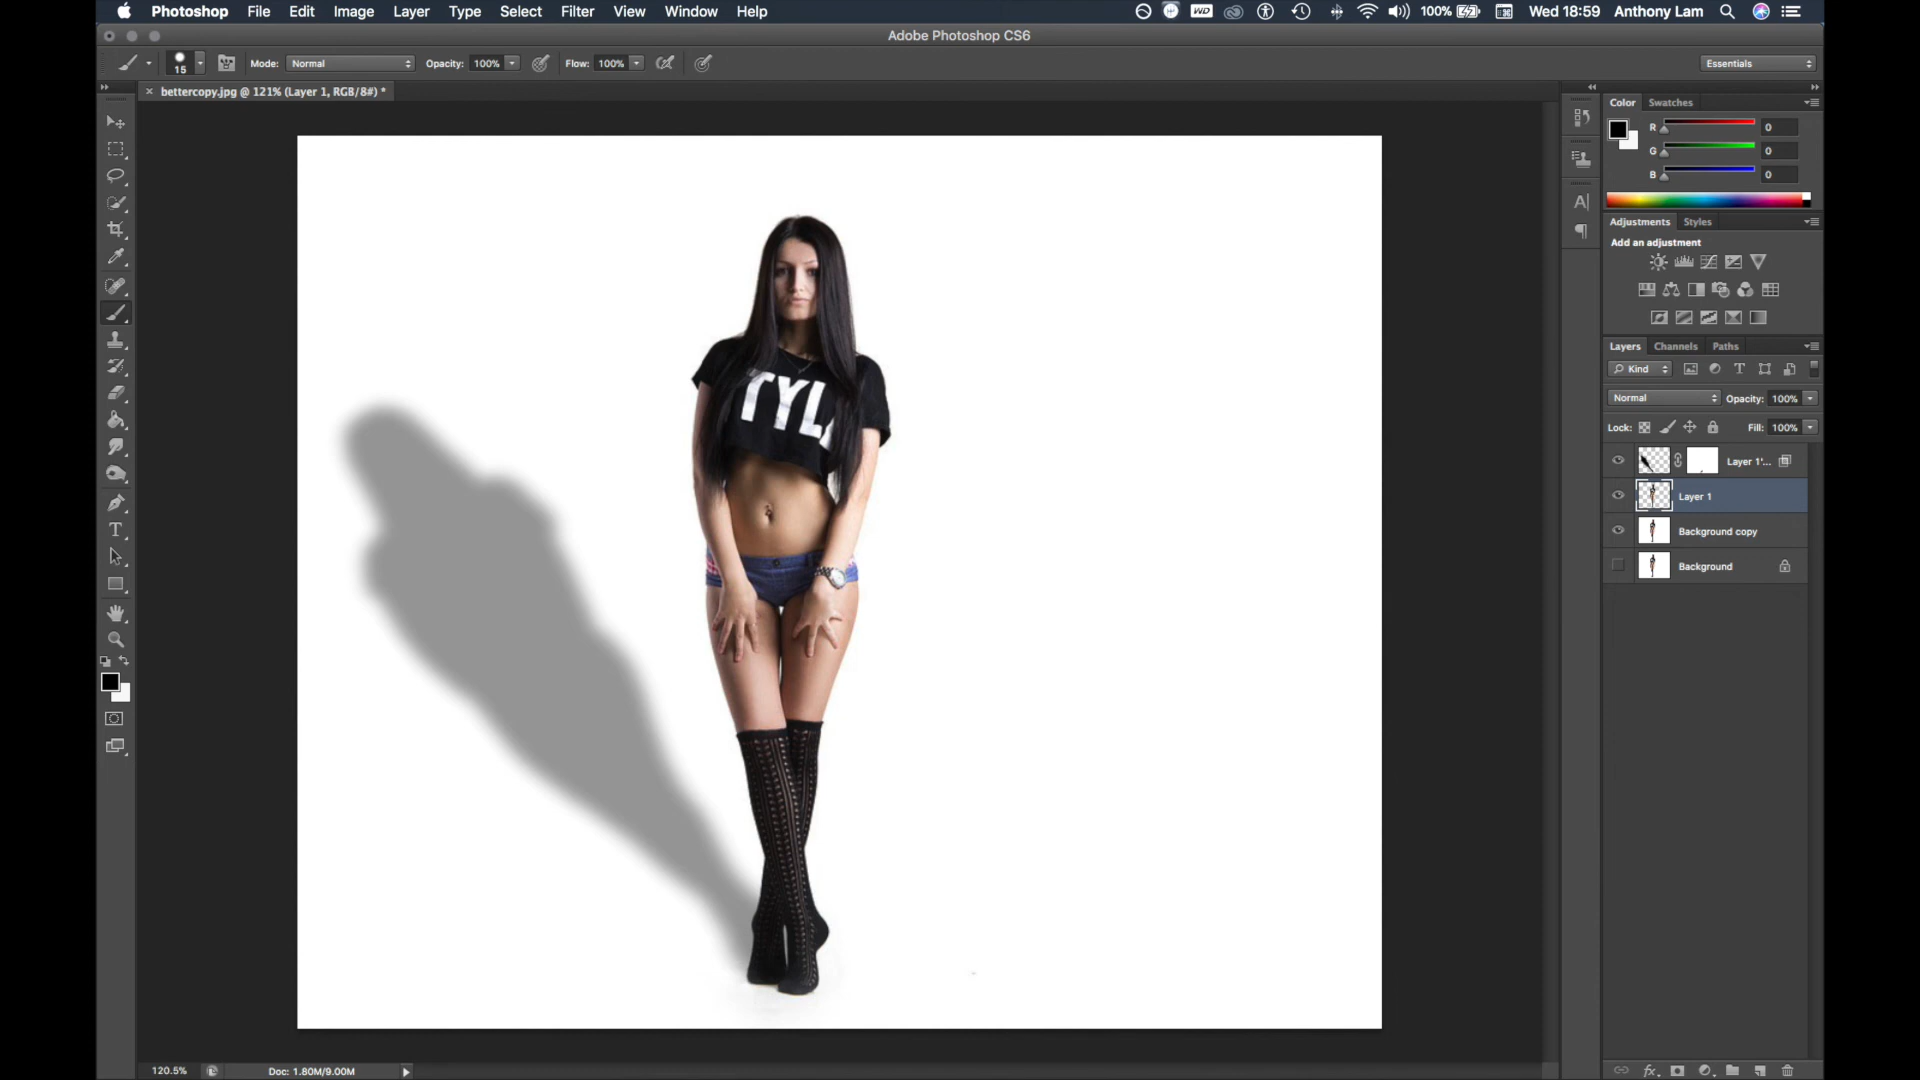 Photoshop File Edit Image Layer Type Select Filter View Window Help WD 100% Wed 18:59 Anthony Lam
Adobe Photoshop CS6
15 Mode: Normal Opacity: 100% Flow: 100% Essentials
bettercopy.jpg @ 121% (Layer 1, RGB/8#) *
Color Swatches
R 0
G 0
B 0
Adjustments Styles
Add an adjustment
Layers Channels Paths
Kind
Normal Opacity: 100%
Lock: Fill: 100%
Layer 1'...
Layer 1
Background copy
Background
TYL
120.5% Doc: 1.80M/9.00M